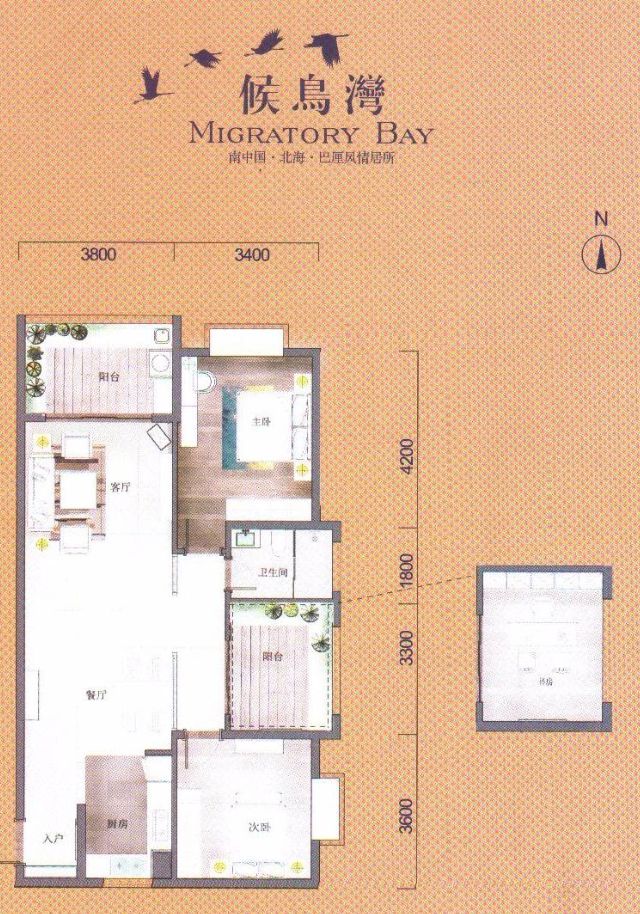 候鳥灣
MIGRATORY BAY
南中国·北海·巴厘风情居所
N
3800
3400
阳台
主卧
客厅
4200
卫生间
1800
阳台
3300
书房
餐厅
厨房
次卧
入户
3600